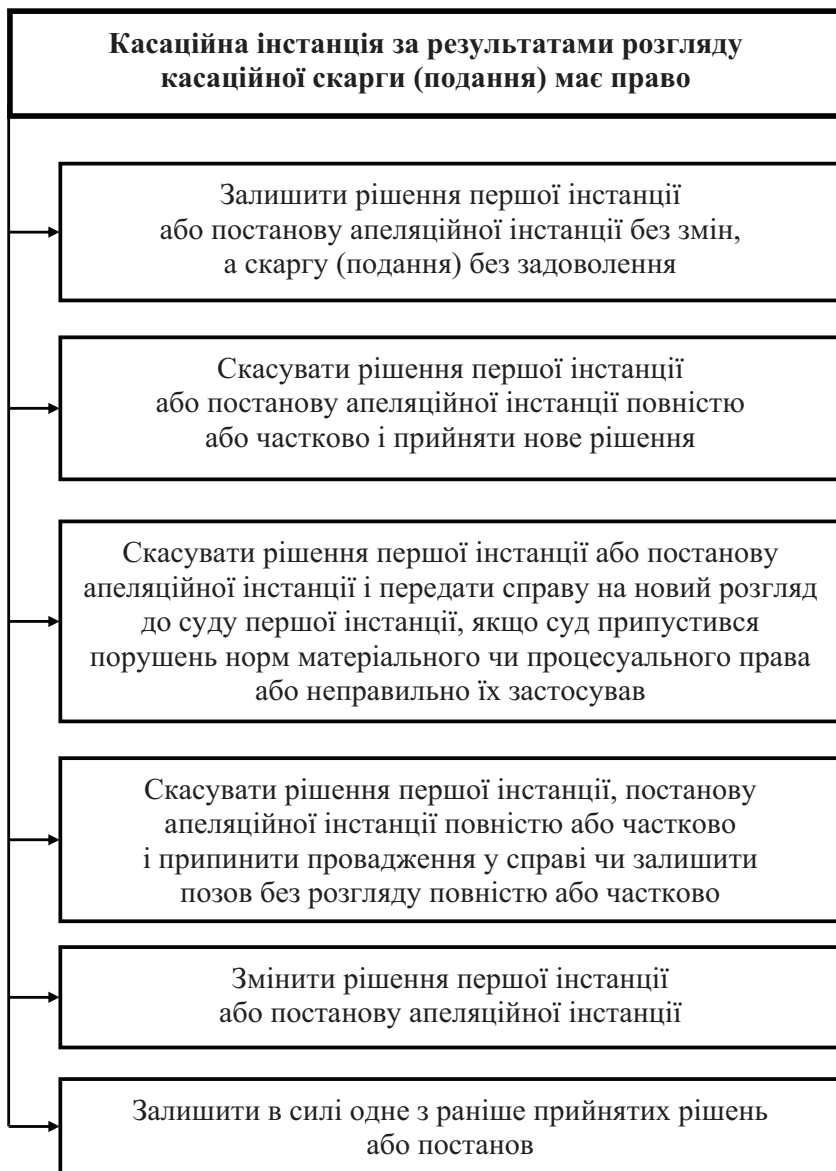 Касаційна інстанція за результатами розгляду
касаційної скарги (подання) має право
Залишити рішення першої інстанції
або постанову апеляційної інстанції без змін,
а скаргу (подання) без задоволення
Скасувати рішення першої інстанції
або постанову апеляційної інстанції повністю
або частково і прийняти нове рішення
Скасувати рішення першої інстанції або постанову
апеляційної інстанції і передати справу на новий розгляд
до суду першої інстанції, якщо суд припустився
порушень норм матеріального чи процесуального права
або неправильно їх застосував
Скасувати рішення першої інстанції, постанову
апеляційної інстанції повністю або частково
і припинити провадження у справі чи залишити
позов без розгляду повністю або частково
Змінити рішення першої інстанції
або постанову апеляційної інстанції
Залишити в силі одне з раніше прийнятих рішень
або постанов